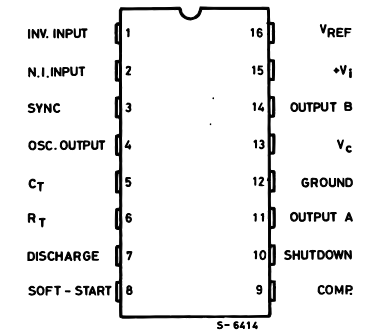 INV. INPUT 1 16 VREF
N.I. INPUT 2 15 +Vi
SYNC 3 14 OUTPUT B
OSC. OUTPUT 4 13 Vc
CT 5 12 GROUND
RT 6 11 OUTPUT A
DISCHARGE 7 10 SHUTDOWN
SOFT-START 8 9 COMP.
S-6414